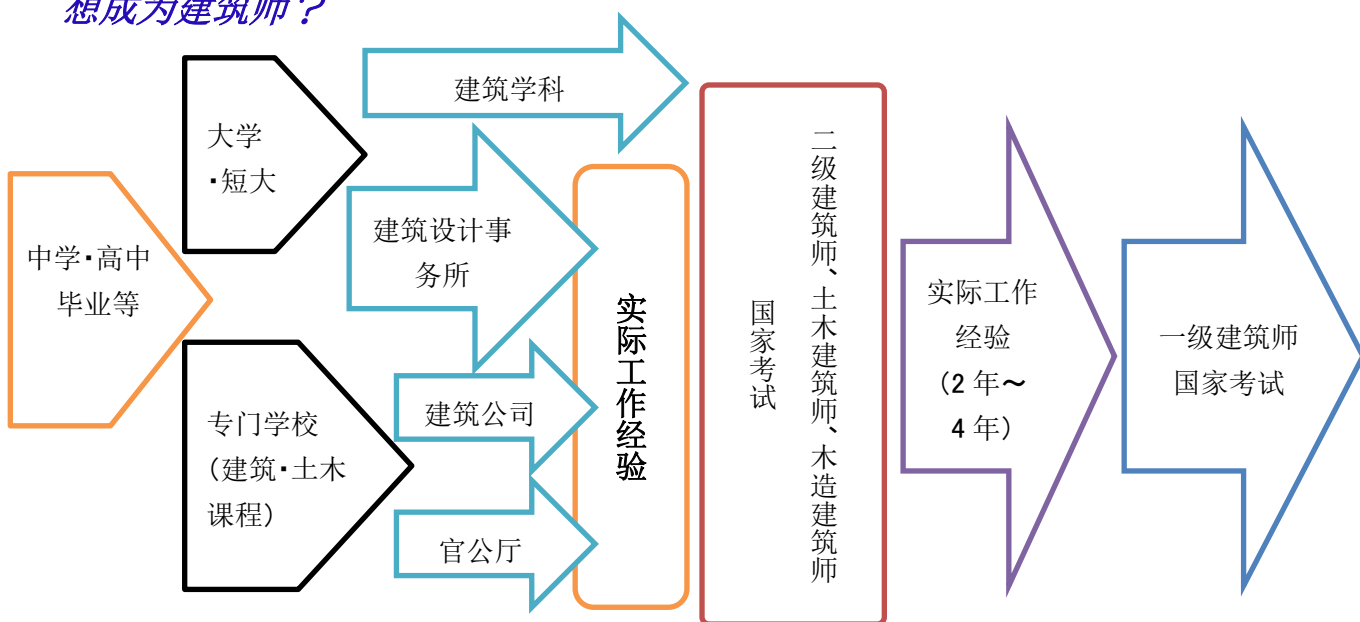 想成为建筑师？
中学・高中
毕业等
大学
・短大
专门学校
（建筑・土木
课程）
建筑学科
建筑设计事
务所
建筑公司
官公厅
实际工作经验
二级建筑师、土木建筑师、木造建筑师
国家考试
实际工作
经验
（2 年～
4 年）
一级建筑师
国家考试